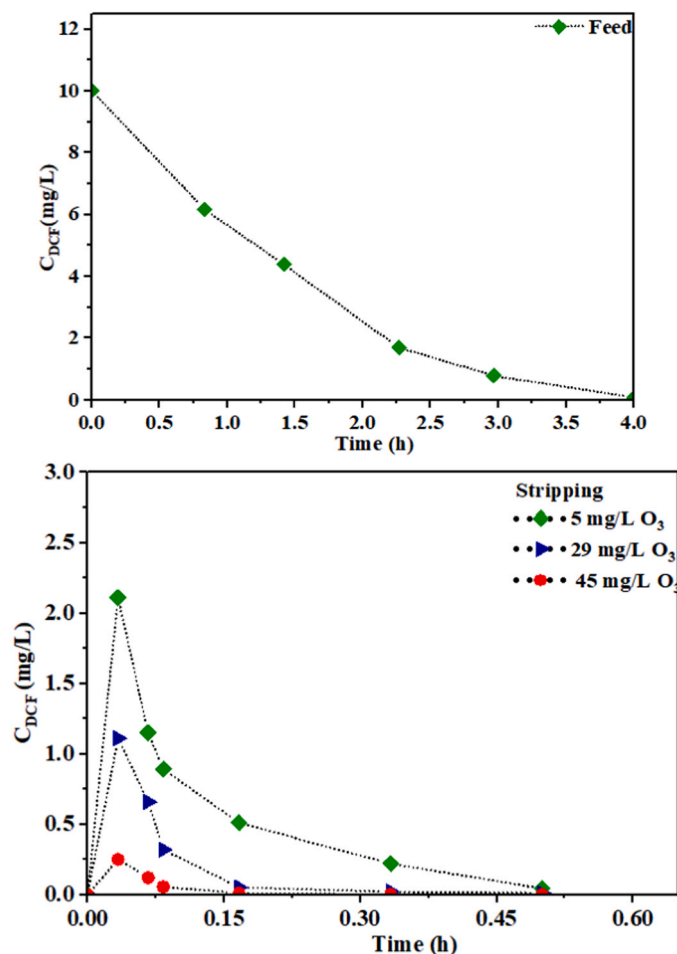 12
Feed
10
8
6
4
2
0
C_DCF(mg/L)
0.0 0.5 1.0 1.5 2.0 2.5 3.0 3.5 4.0
Time (h)
3.0
Stripping
5 mg/L O₃
29 mg/L O₃
45 mg/L O₃
2.5
2.0
1.5
1.0
0.5
0.0
C_DCF (mg/L)
0.00 0.15 0.30 0.45 0.60
Time (h)